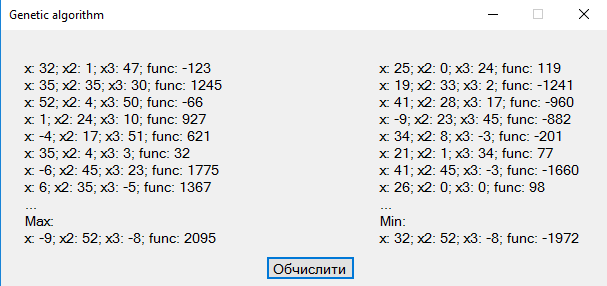 Genetic algorithm
x: 32; x2: 1; x3: 47; func: -123
x: 35; x2: 35; x3: 30; func: 1245
x: 52; x2: 4; x3: 50; func: -66
x: 1; x2: 24; x3: 10; func: 927
x: -4; x2: 17; x3: 51; func: 621
x: 35; x2: 4; x3: 3; func: 32
x: -6; x2: 45; x3: 23; func: 1775
x: 6; x2: 35; x3: -5; func: 1367
...
Max:
x: -9; x2: 52; x3: -8; func: 2095
x: 25; x2: 0; x3: 24; func: 119
x: 19; x2: 33; x3: 2; func: -1241
x: 41; x2: 28; x3: 17; func: -960
x: -9; x2: 23; x3: 45; func: -882
x: 34; x2: 8; x3: -3; func: -201
x: 21; x2: 1; x3: 34; func: 77
x: 41; x2: 45; x3: -3; func: -1660
x: 26; x2: 0; x3: 0; func: 98
...
Min:
x: 32; x2: 52; x3: -8; func: -1972
Обчислити